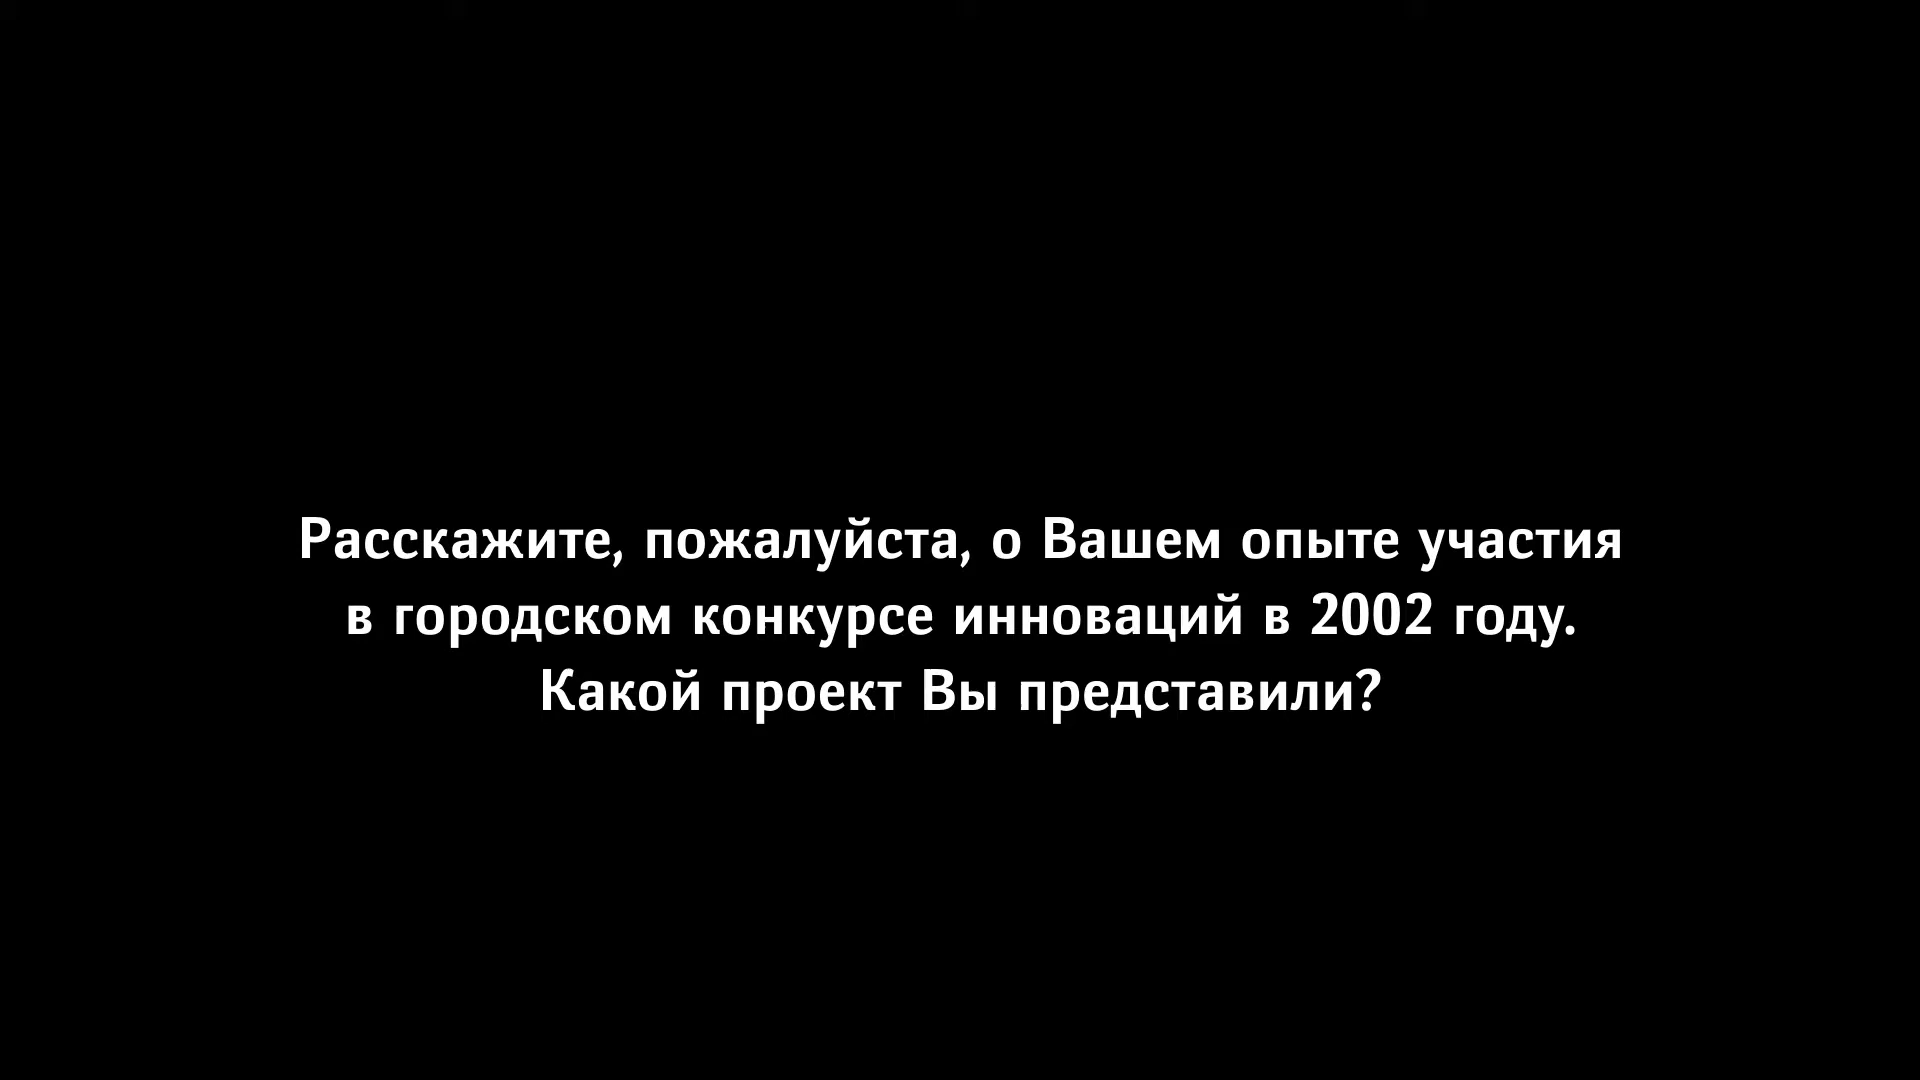 Расскажите, пожалуйста, о Вашем опыте участия
в городском конкурсе инноваций в 2002 году.
Какой проект Вы представили?